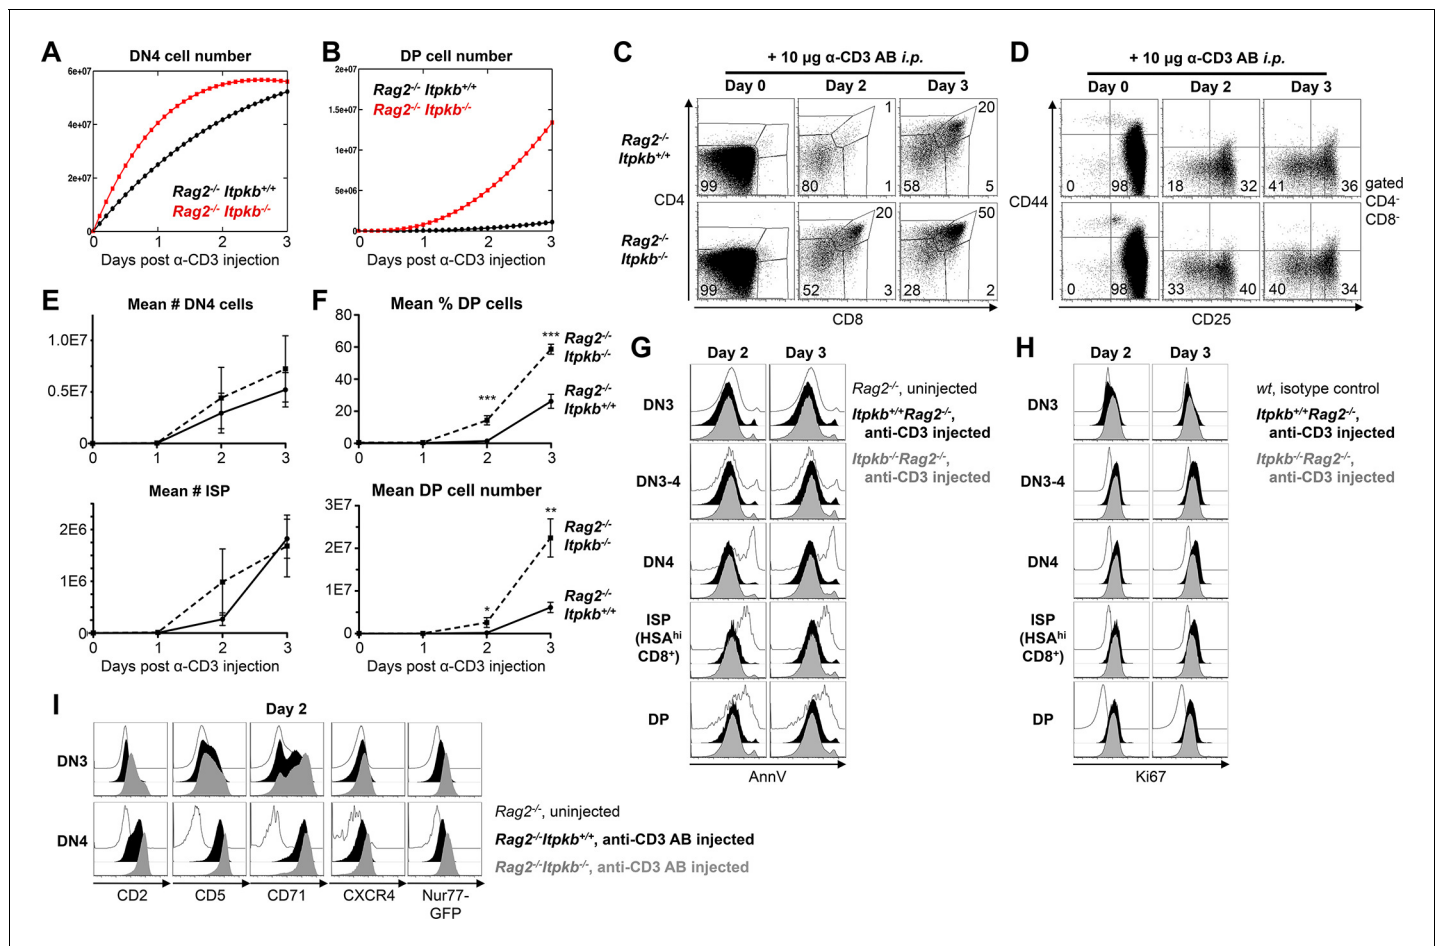 A
DN4 cell number
6e+07
4e+07
2e+07
0
Rag2-/- Itpkb+/+
Rag2-/- Itpkb-/-
0 1 2 3
Days post α-CD3 injection
B
DP cell number
2e+07
1e+07
1e+07
5e+06
0
Rag2-/- Itpkb+/+
Rag2-/- Itpkb-/-
0 1 2 3
Days post α-CD3 injection
C
+ 10 µg α-CD3 AB i.p.
Day 0 Day 2 Day 3
Rag2-/-
Itpkb+/+
99
1
80 1
20
58 5
CD4
Rag2-/-
Itpkb-/-
99
20
52 3
50
28 2
CD8
D
+ 10 µg α-CD3 AB i.p.
Day 0 Day 2 Day 3
0 98
18 32
41 36
gated
CD4-
CD8-
CD44
0 98
33 40
40 34
CD25
E
Mean # DN4 cells
1.0E7
0.5E7
0
0 1 2 3
Mean # ISP
2E6
1E6
0
0 1 2 3
Days post α-CD3 injection
F
Mean % DP cells
80
60
40
20
0
***
***
Rag2-/-
Itpkb-/-
Rag2-/-
Itpkb+/+
0 1 2 3
Mean DP cell number
3E7
2E7
1E7
0
*
**
Rag2-/-
Itpkb-/-
Rag2-/-
Itpkb+/+
0 1 2 3
Days post α-CD3 injection
G
Day 2 Day 3
DN3
DN3-4
DN4
ISP
(HSAhi
CD8+)
DP
AnnV
Rag2-/-, uninjected
Itpkb+/+Rag2-/-,
anti-CD3 injected
Itpkb-/-Rag2-/-,
anti-CD3 injected
H
Day 2 Day 3
DN3
DN3-4
DN4
ISP
(HSAhi
CD8+)
DP
Ki67
wt, isotype control
Itpkb+/+Rag2-/-,
anti-CD3 injected
Itpkb-/-Rag2-/-,
anti-CD3 injected
I
Day 2
DN3
DN4
CD2 CD5 CD71 CXCR4 Nur77-
GFP
Rag2-/-, uninjected
Rag2-/-Itpkb+/+, anti-CD3 AB injected
Rag2-/-Itpkb-/-, anti-CD3 AB injected